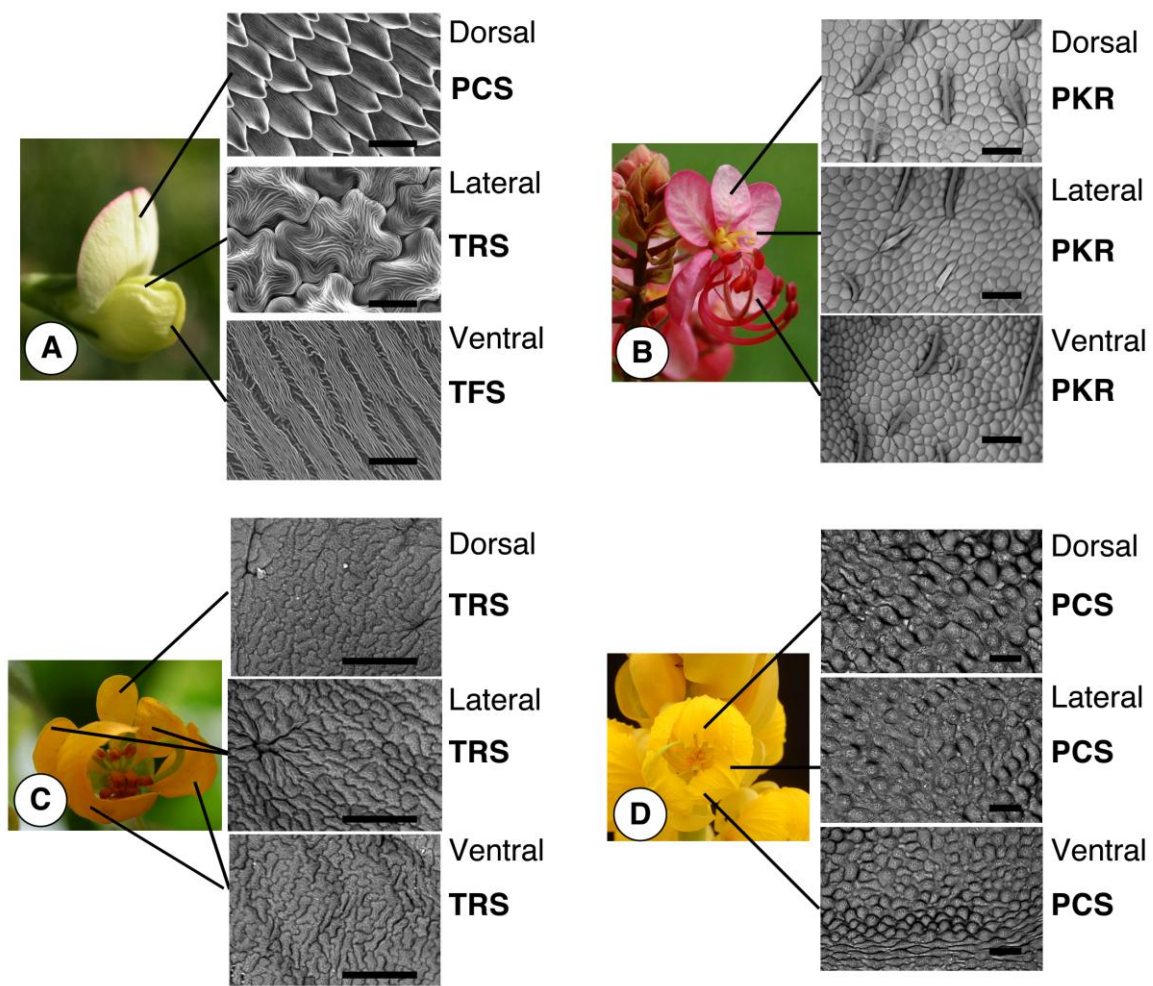 Dorsal
PCS
Lateral
TRS
Ventral
TFS
A
Dorsal
PKR
Lateral
PKR
Ventral
PKR
B
Dorsal
TRS
Lateral
TRS
Ventral
TRS
C
Dorsal
PCS
Lateral
PCS
Ventral
PCS
D